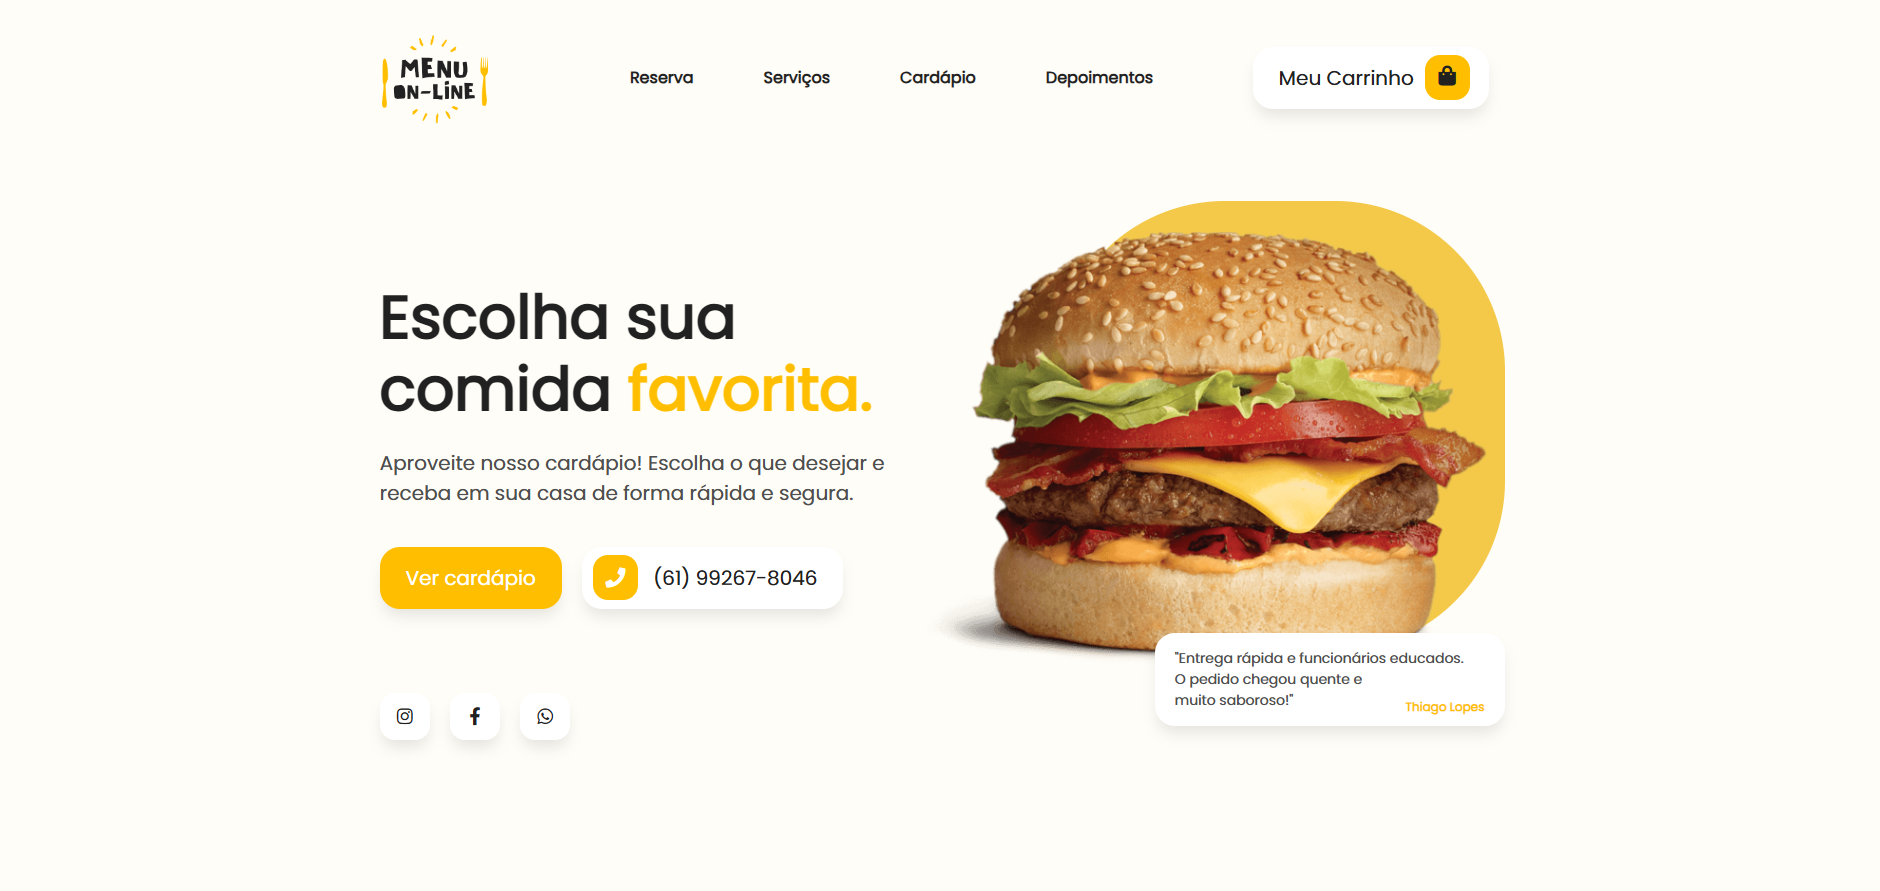 MENU
ON-LINE
Reserva
Serviços
Cardápio
Depoimentos
Meu Carrinho
Escolha sua
comida favorita.
Aproveite nosso cardápio! Escolha o que desejar e
receba em sua casa de forma rápida e segura.
Ver cardápio
(61) 99267-8046
"Entrega rápida e funcionários educados.
O pedido chegou quente e
muito saboroso!"
Thiago Lopes